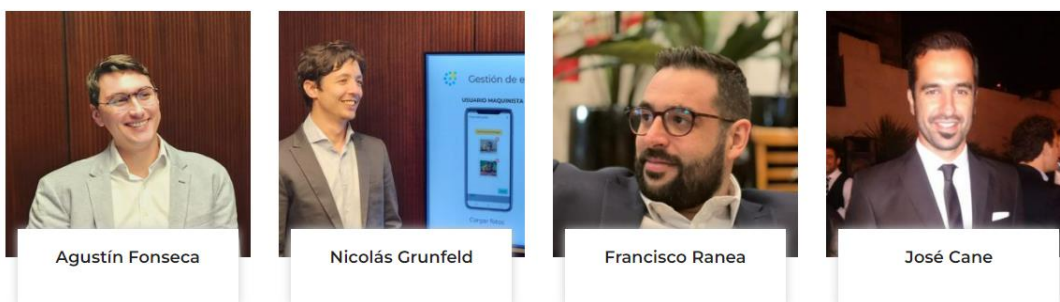 Gestión de e
USUARIO MAQUINISTA
Cargar fotos
Agustín Fonseca
Nicolás Grunfeld
Francisco Ranea
José Cane